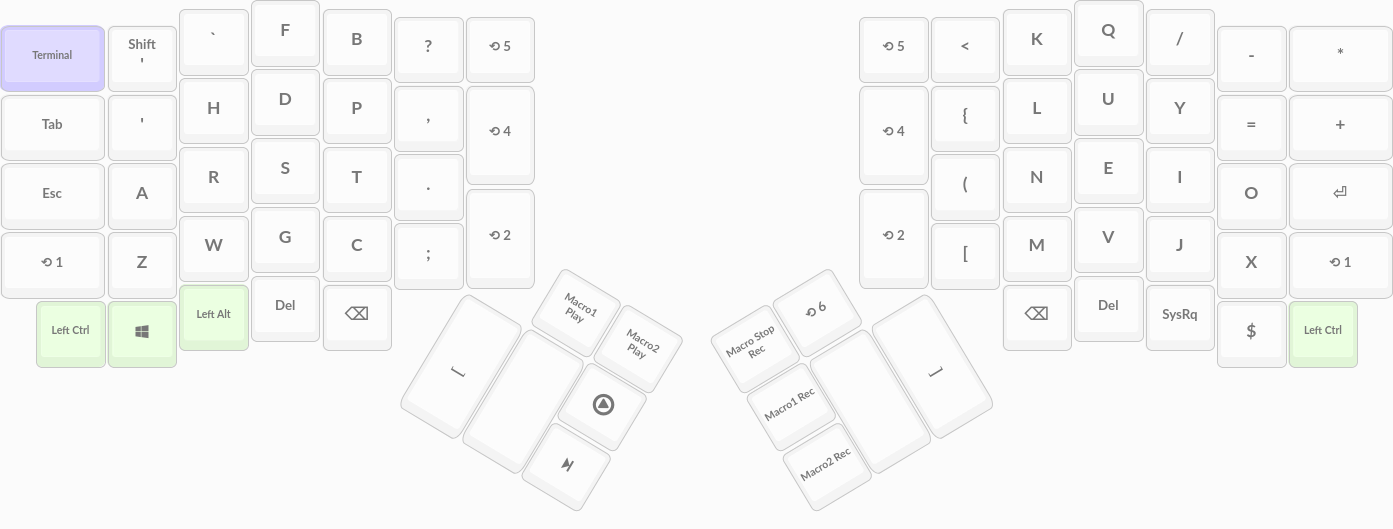 Terminal
Shift
'
`
F
B
?
⟲ 5
Tab
'
H
D
P
,
⟲ 4
Esc
A
R
S
T
.
⟲ 1
Z
W
G
C
;
⟲ 2
Left Ctrl
Left Alt
Del
⌫
Macro1
Play
Macro2
Play
⟲ 5
<
K
Q
/
-
*
⟲ 4
{
L
U
Y
=
+
(
N
E
I
O
⏎
⟲ 2
[
M
V
J
X
⟲ 1
⌫
Del
SysRq
$
Left Ctrl
Macro Stop
Rec
⟲ 6
Macro1 Rec
Macro2 Rec